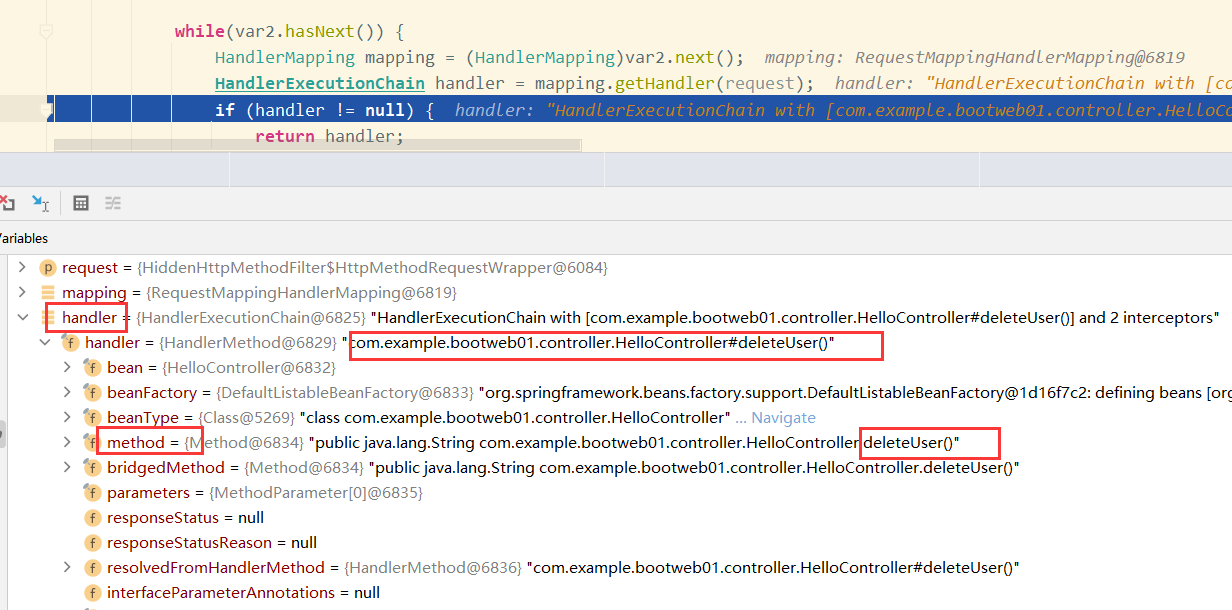 while(var2.hasNext()) {
HandlerMapping mapping = (HandlerMapping)var2.next();  mapping: RequestMappingHandlerMapping@6819
HandlerExecutionChain handler = mapping.getHandler(request);  handler: "HandlerExecutionChain with [co
if (handler != null) {  handler: "HandlerExecutionChain with [com.example.bootweb01.controller.HelloCo
return handler;
Variables
p request = {HiddenHttpMethodFilter$HttpMethodRequestWrapper@6084}
mapping = {RequestMappingHandlerMapping@6819}
handler = {HandlerExecutionChain@6825} "HandlerExecutionChain with [com.example.bootweb01.controller.HelloController#deleteUser()] and 2 interceptors"
f handler = {HandlerMethod@6829} "com.example.bootweb01.controller.HelloController#deleteUser()"
f bean = {HelloController@6832}
f beanFactory = {DefaultListableBeanFactory@6833} "org.springframework.beans.factory.support.DefaultListableBeanFactory@1d16f7c2: defining beans [org
f beanType = {Class@5269} "class com.example.bootweb01.controller.HelloController" ... Navigate
f method = {Method@6834} "public java.lang.String com.example.bootweb01.controller.HelloController.deleteUser()"
f bridgedMethod = {Method@6834} "public java.lang.String com.example.bootweb01.controller.HelloController.deleteUser()"
f parameters = {MethodParameter[0]@6835}
f responseStatus = null
f responseStatusReason = null
f resolvedFromHandlerMethod = {HandlerMethod@6836} "com.example.bootweb01.controller.HelloController#deleteUser()"
f interfaceParameterAnnotations = null